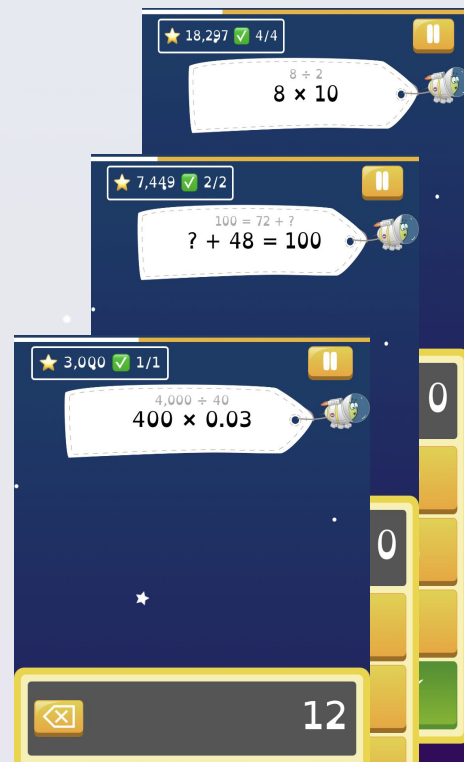 ⭐ 18,297 ✅ 4/4
8 ÷ 2
8 × 10
0
⭐ 7,449 ✅ 2/2
100 = 72 + ?
? + 48 = 100
0
⭐ 3,000 ✅ 1/1
4,000 ÷ 40
400 × 0.03
12